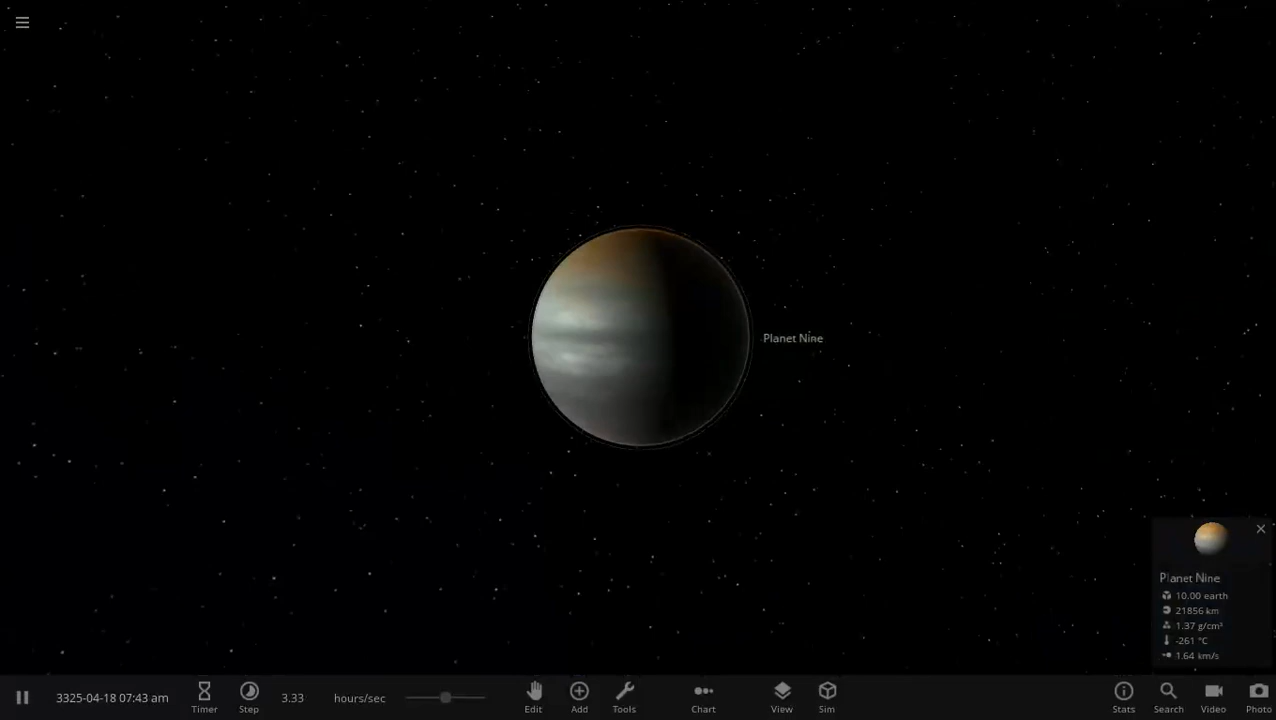 Planet Nine
Planet Nine
10.00 earth
21856 km
1.37 g/cm³
-261 °C
1.64 km/s
3325-04-18 07:43 am
Timer
Step
3.33
hours/sec
Edit
Add
Tools
Chart
View
Sim
Stats
Search
Video
Photo